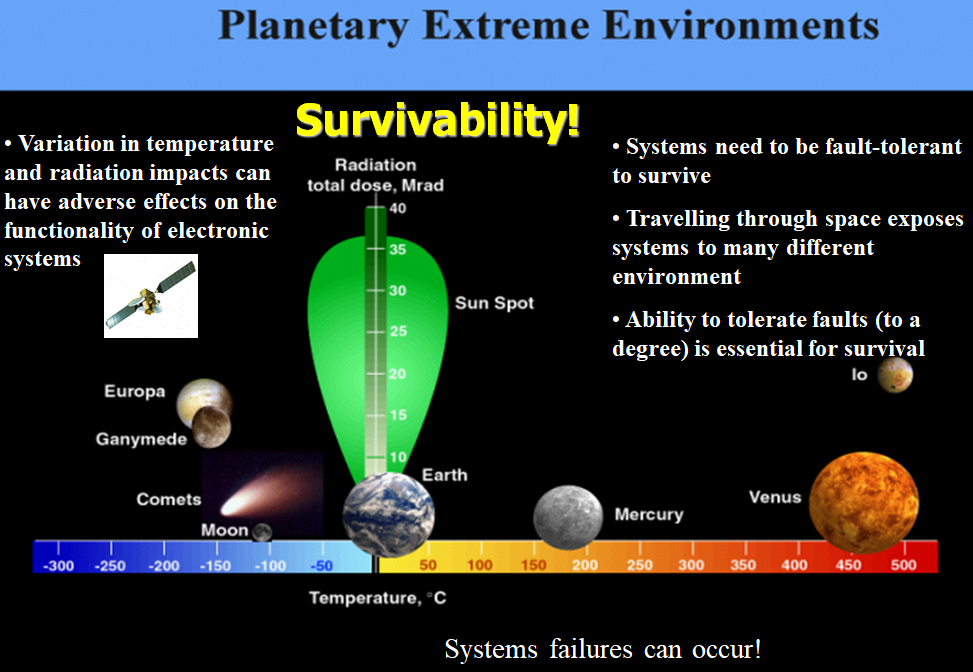 Planetary Extreme Environments
Survivability!
• Variation in temperature
and radiation impacts can
have adverse effects on the
functionality of electronic
systems
Radiation
total dose, Mrad
40
35
30
25
20
15
10
Sun Spot
• Systems need to be fault-tolerant
to survive
• Travelling through space exposes
systems to many different
environment
• Ability to tolerate faults (to a
degree) is essential for survival
Io
Europa
Ganymede
Comets
Moon
Earth
Mercury
Venus
-300 -250 -200 -150 -100 -50 50 100 150 200 250 300 350 400 450 500
Temperature, °C
Systems failures can occur!